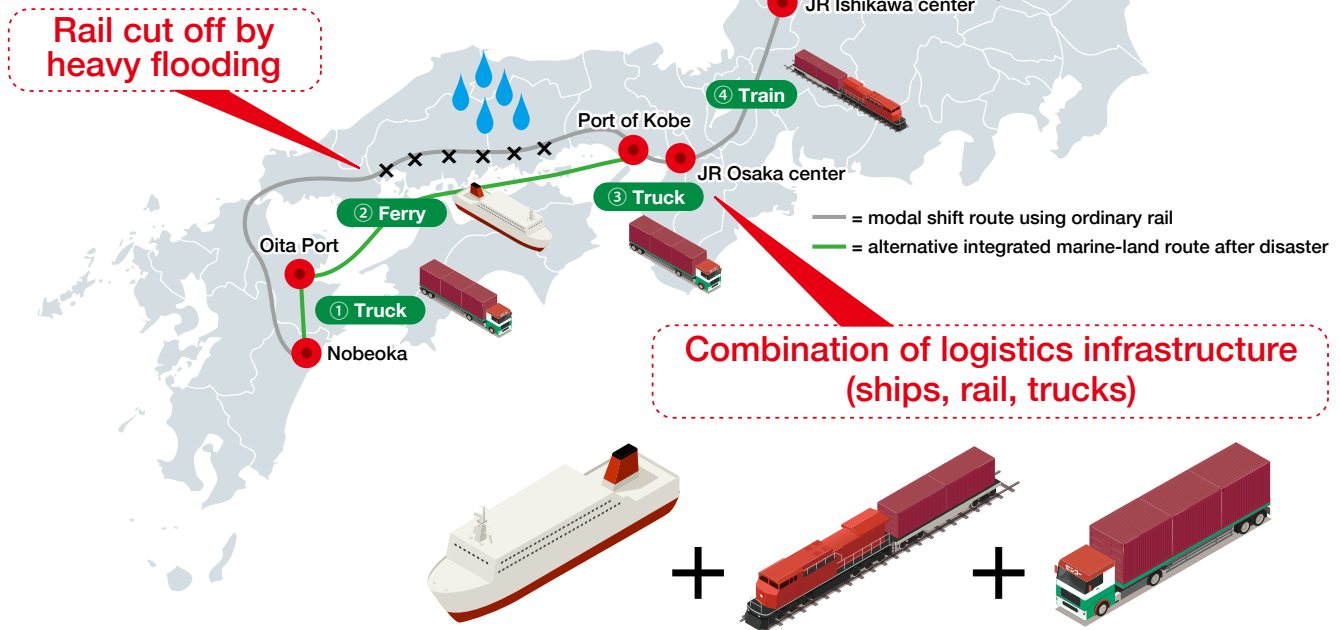 JR Ishikawa center
Rail cut off by
heavy flooding
④ Train
Port of Kobe
JR Osaka center
③ Truck
② Ferry
= modal shift route using ordinary rail
= alternative integrated marine-land route after disaster
Oita Port
① Truck
Nobeoka
Combination of logistics infrastructure
(ships, rail, trucks)